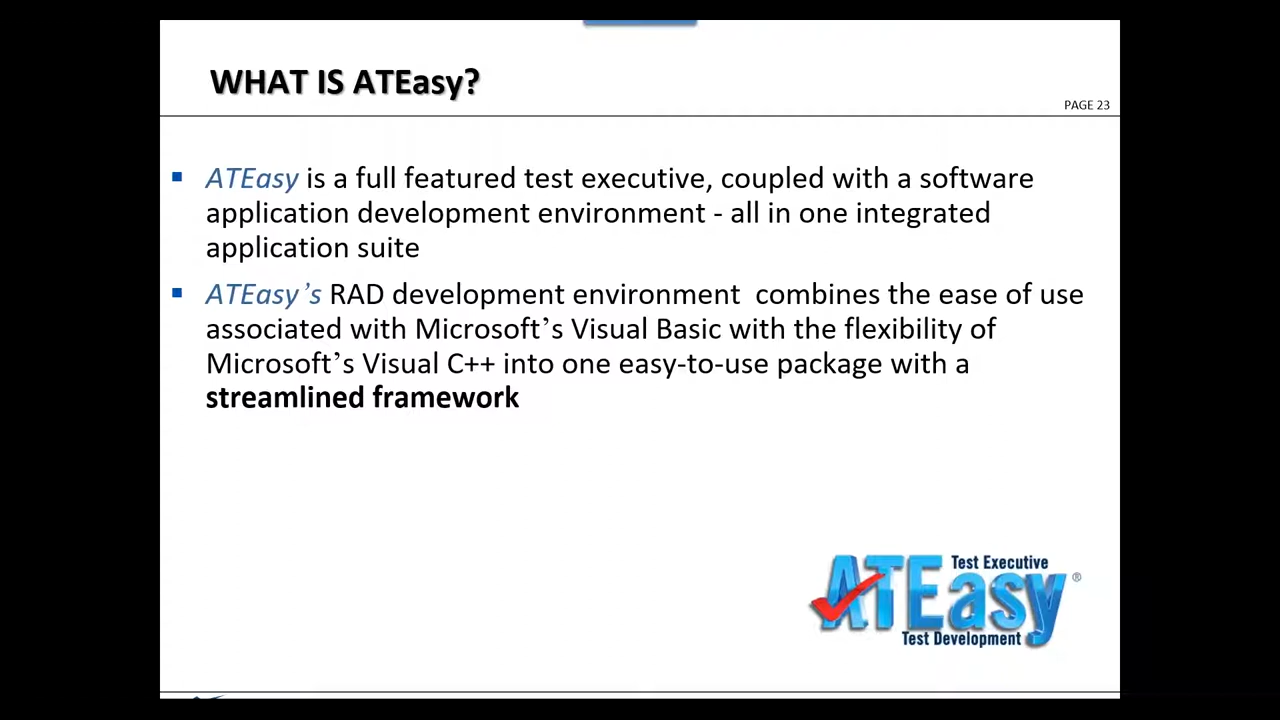 WHAT IS ATEasy?
PAGE 23
ATEasy is a full featured test executive, coupled with a software
application development environment - all in one integrated
application suite
ATEasy’s RAD development environment  combines the ease of use
associated with Microsoft’s Visual Basic with the flexibility of
Microsoft’s Visual C++ into one easy-to-use package with a
streamlined framework
Test Executive
ATEasy®
Test Development